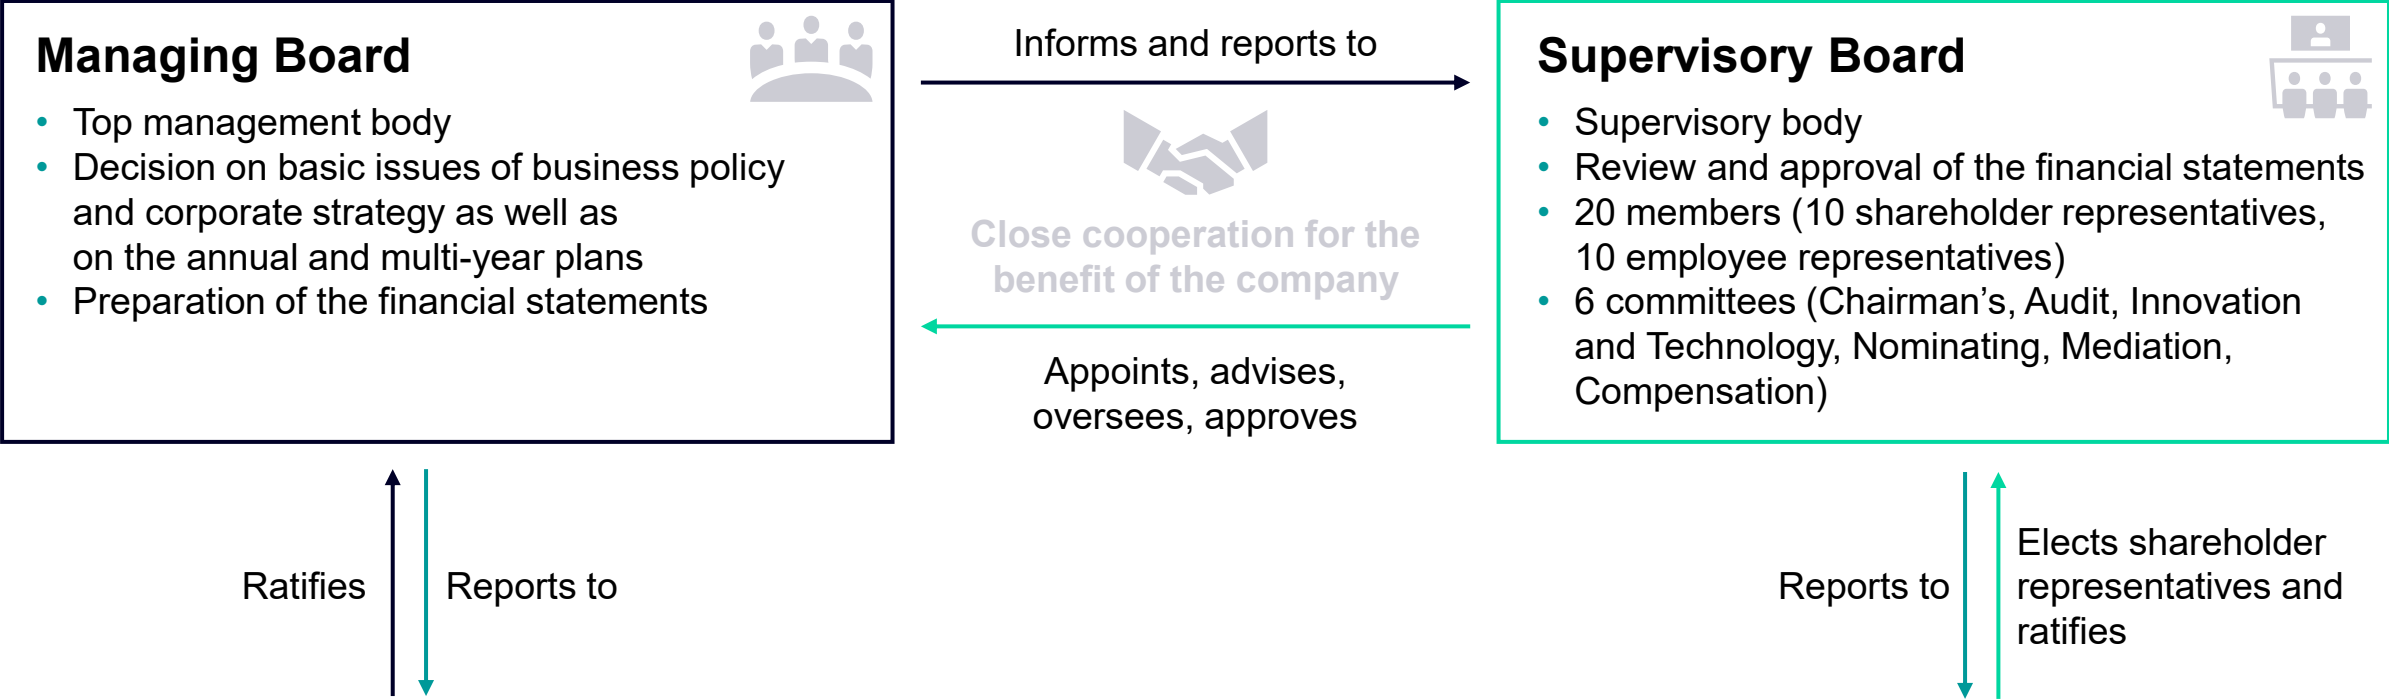 Managing Board
• Top management body
• Decision on basic issues of business policy
and corporate strategy as well as
on the annual and multi-year plans
• Preparation of the financial statements
Informs and reports to
Close cooperation for the
benefit of the company
Appoints, advises,
oversees, approves
Supervisory Board
• Supervisory body
• Review and approval of the financial statements
• 20 members (10 shareholder representatives,
10 employee representatives)
• 6 committees (Chairman’s, Audit, Innovation
and Technology, Nominating, Mediation,
Compensation)
Ratifies
Reports to
Reports to
Elects shareholder
representatives and
ratifies